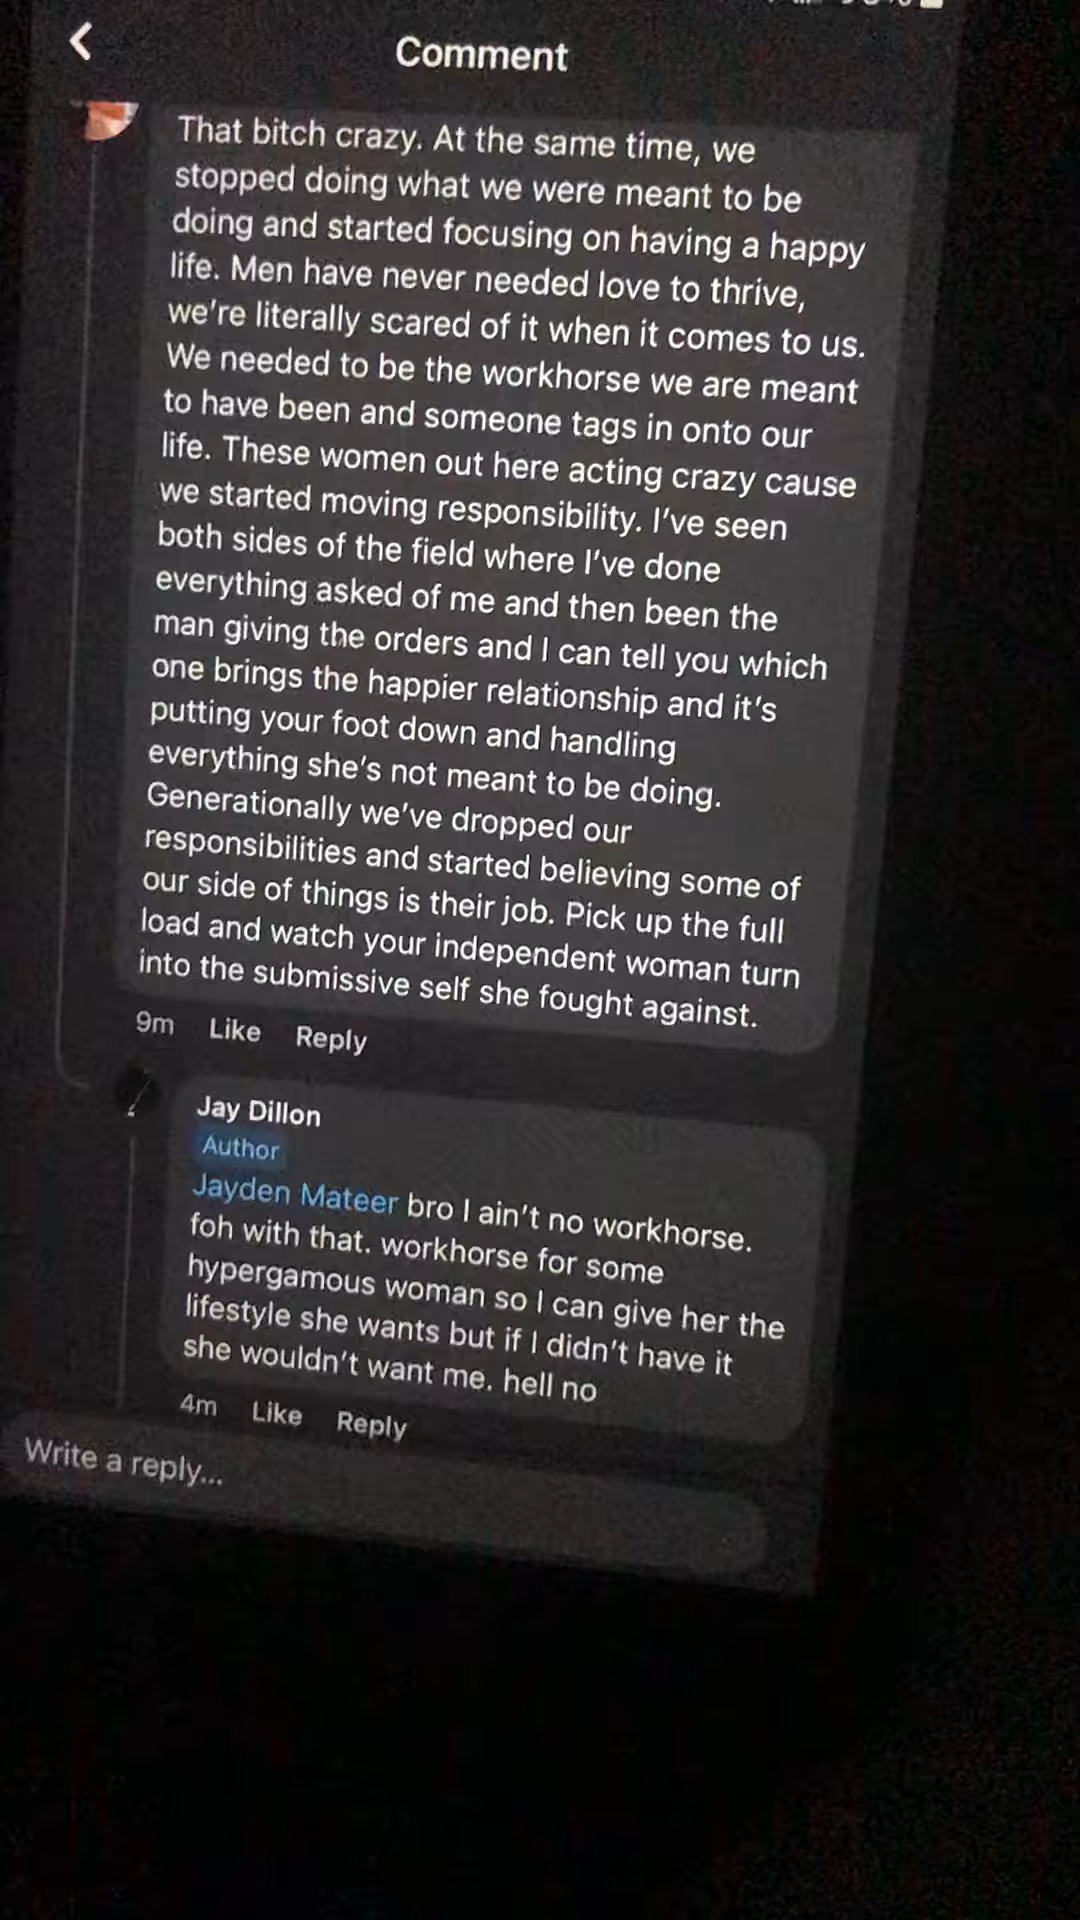 Comment
That bitch crazy. At the same time, we
stopped doing what we were meant to be
doing and started focusing on having a happy
life. Men have never needed love to thrive,
we're literally scared of it when it comes to us.
We needed to be the workhorse we are meant
to have been and someone tags in onto our
life. These women out here acting crazy cause
we started moving responsibility. I've seen
both sides of the field where I've done
everything asked of me and then been the
man giving the orders and I can tell you which
one brings the happier relationship and it's
putting your foot down and handling
everything she's not meant to be doing.
Generationally we've dropped our
responsibilities and started believing some of
our side of things is their job. Pick up the full
load and watch your independent woman turn
into the submissive self she fought against.
9m Like Reply
Jay Dillon
Author
Jayden Mateer bro I ain't no workhorse.
foh with that. workhorse for some
hypergamous woman so I can give her the
lifestyle she wants but if I didn't have it
she wouldn't want me. hell no
4m Like Reply
Write a reply...